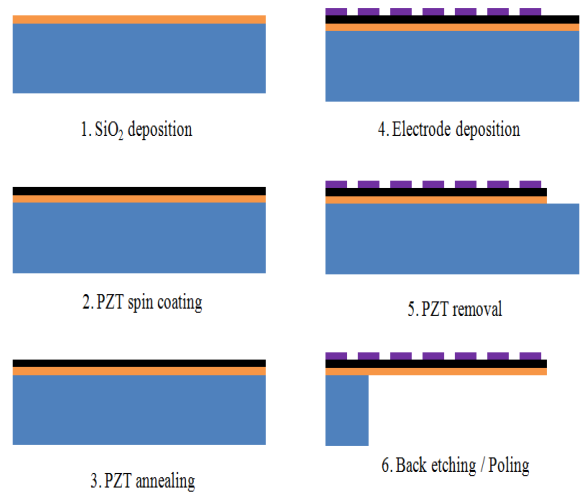 1. SiO₂ deposition
2. PZT spin coating
3. PZT annealing
4. Electrode deposition
5. PZT removal
6. Back etching / Poling